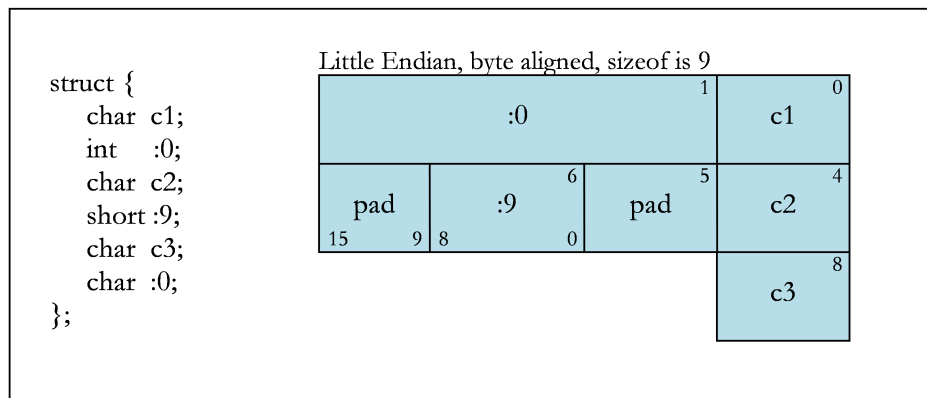 Little Endian, byte aligned, sizeof is 9
struct {
char c1;
int :0;
char c2;
short :9;
char c3;
char :0;
};
1 0
:0 c1
6 5 4
pad :9 pad c2
15 9 8 0
8
c3